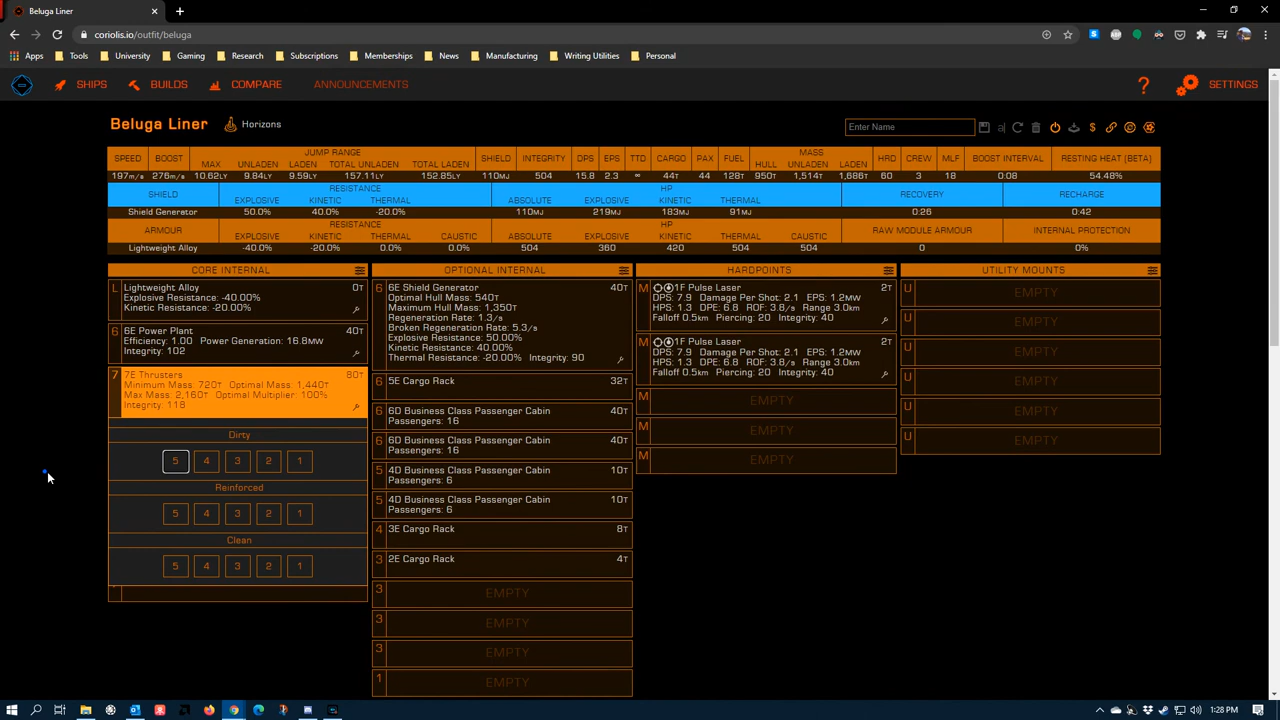 Beluga Liner
coriolis.io/outfit/beluga
Apps Tools University Gaming Research Subscriptions Memberships News Manufacturing Writing Utilities Personal
SHIPS BUILDS COMPARE ANNOUNCEMENTS ? SETTINGS
Beluga Liner Horizons Enter Name
SPEED BOOST JUMP RANGE SHIELD INTEGRITY DPS EPS TTD CARGO PAX FUEL MASS HRD CREW MLF BOOST INTERVAL RESTING HEAT (BETA)
MAX UNLADEN LADEN TOTAL UNLADEN TOTAL LADEN HULL UNLADEN LADEN
197m/s 276m/s 10.62LY 9.84LY 9.59LY 157.11LY 152.85LY 110MJ 504 15.8 2.3 ∞ 44T 44 128T 950T 1,514T 1,686T 60 3 18 0:08 54.48%
SHIELD RESISTANCE HP RECOVERY RECHARGE
EXPLOSIVE KINETIC THERMAL ABSOLUTE EXPLOSIVE KINETIC THERMAL
Shield Generator 50.0% 40.0% -20.0% 110MJ 219MJ 183MJ 91MJ 0:26 0:42
ARMOUR RESISTANCE HP RAW MODULE ARMOUR INTERNAL PROTECTION
EXPLOSIVE KINETIC THERMAL CAUSTIC ABSOLUTE EXPLOSIVE KINETIC THERMAL CAUSTIC
Lightweight Alloy -40.0% -20.0% 0.0% 0.0% 504 360 420 504 504 0 0%
CORE INTERNAL
L Lightweight Alloy 0T
Explosive Resistance: -40.00%
Kinetic Resistance: -20.00%
6 6E Power Plant 40T
Efficiency: 1.00 Power Generation: 16.8MW
Integrity: 102
7 7E Thrusters 80T
Minimum Mass: 720T Optimal Mass: 1,440T
Max Mass: 2,160T Optimal Multiplier: 100%
Integrity: 118
Dirty
5 4 3 2 1
Reinforced
5 4 3 2 1
Clean
5 4 3 2 1
OPTIONAL INTERNAL
6 6E Shield Generator 40T
Optimal Hull Mass: 540T
Maximum Hull Mass: 1,350T
Regeneration Rate: 1.3/s
Broken Regeneration Rate: 5.3/s
Explosive Resistance: 50.00%
Kinetic Resistance: 40.00%
Thermal Resistance: -20.00% Integrity: 90
6 5E Cargo Rack 32T
6 6D Business Class Passenger Cabin 40T
Passengers: 16
6 6D Business Class Passenger Cabin 40T
Passengers: 16
5 4D Business Class Passenger Cabin 10T
Passengers: 6
5 4D Business Class Passenger Cabin 10T
Passengers: 6
4 3E Cargo Rack 8T
3 2E Cargo Rack 4T
3 EMPTY
3 EMPTY
3 EMPTY
1 EMPTY
HARDPOINTS
M 1F Pulse Laser 2T
DPS: 7.9 Damage Per Shot: 2.1 EPS: 1.2MW
HPS: 1.3 DPE: 6.8 ROF: 3.8/s Range 3.0km
Falloff 0.5km Piercing: 20 Integrity: 40
M 1F Pulse Laser 2T
DPS: 7.9 Damage Per Shot: 2.1 EPS: 1.2MW
HPS: 1.3 DPE: 6.8 ROF: 3.8/s Range 3.0km
Falloff 0.5km Piercing: 20 Integrity: 40
M EMPTY
M EMPTY
M EMPTY
UTILITY MOUNTS
U EMPTY
U EMPTY
U EMPTY
U EMPTY
U EMPTY
U EMPTY
1:28 PM